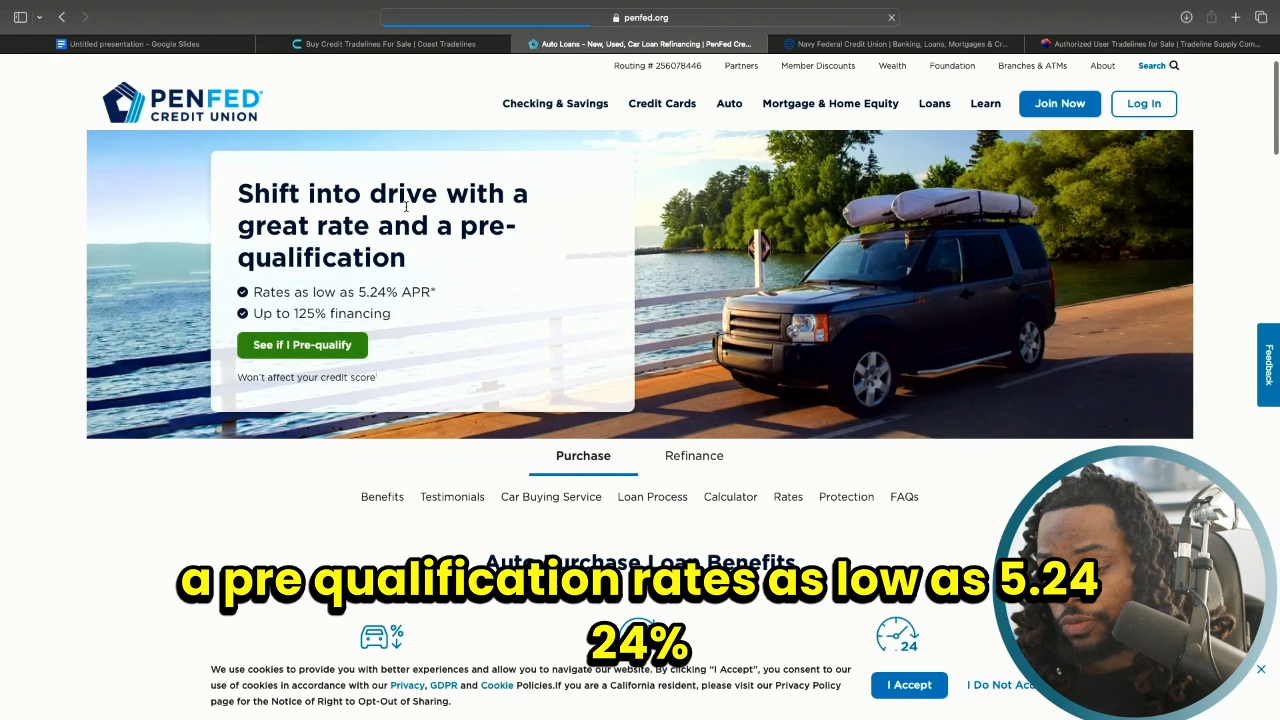 penfed.org
Untitled presentation - Google Slides
Buy Credit Tradelines For Sale | Coast Tradelines
Auto Loans - New, Used, Car Loan Refinancing | PenFed Cre...
Navy Federal Credit Union | Banking, Loans, Mortgages & Cr...
Authorized User Tradelines for Sale | Tradeline Supply Com...
Routing # 256078446
Partners
Member Discounts
Wealth
Foundation
Branches & ATMs
About
Search
PENFED
CREDIT UNION
Checking & Savings
Credit Cards
Auto
Mortgage & Home Equity
Loans
Learn
Join Now
Log In
Shift into drive with a
great rate and a pre-
qualification
Rates as low as 5.24% APR*
Up to 125% financing
See if I Pre-qualify
Won't affect your credit score¹
Feedback
Purchase
Refinance
Benefits
Testimonials
Car Buying Service
Loan Process
Calculator
Rates
Protection
FAQs
Auto Purchase Loan Benefits
a pre qualification rates as low as 5.24
24%
%
24
We use cookies to provide you with better experiences and allow you to navigate our website. By clicking "I Accept", you consent to our
use of cookies in accordance with our Privacy, GDPR and Cookie Policies.If you are a California resident, please visit our Privacy Policy
page for the Notice of Right to Opt-Out of Sharing.
I Accept
I Do Not